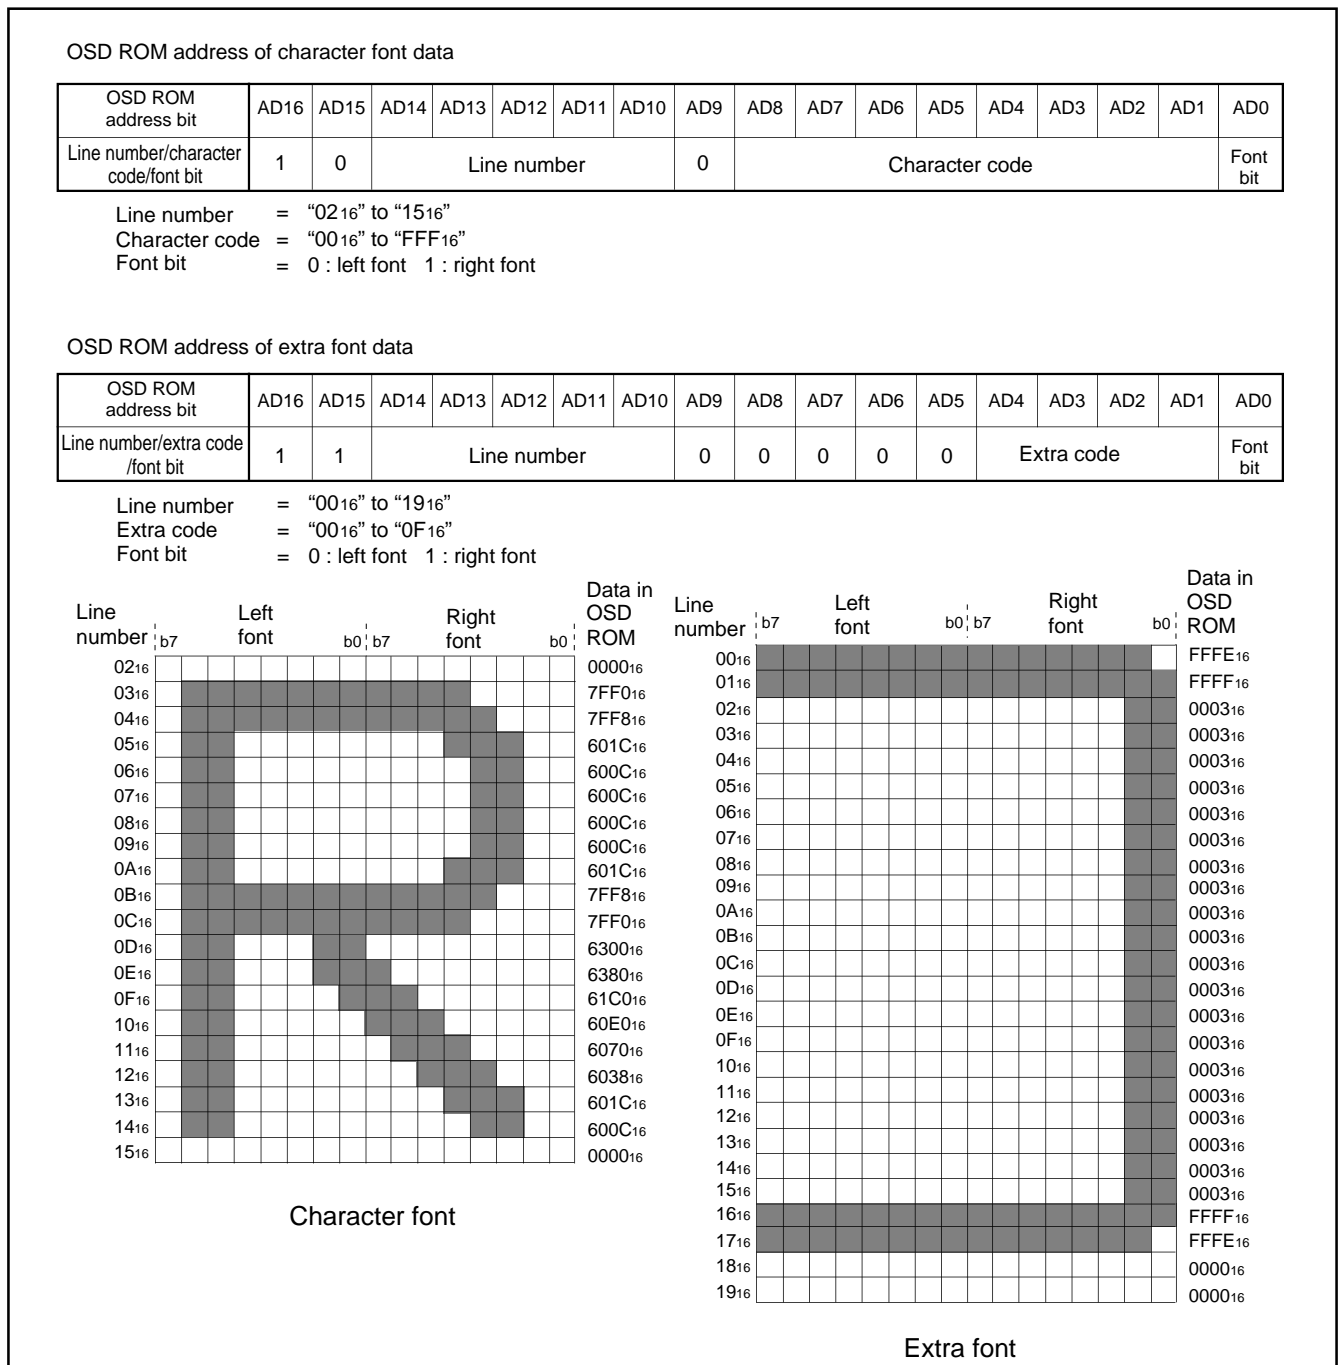 OSD ROM address of character font data
OSD ROM address bit AD16 AD15 AD14 AD13 AD12 AD11 AD10 AD9 AD8 AD7 AD6 AD5 AD4 AD3 AD2 AD1 AD0
Line number/character code/font bit 1 0 Line number 0 Character code Font bit
Line number = “0216” to “1516”
Character code = “0016” to “FFF16”
Font bit = 0 : left font 1 : right font
OSD ROM address of extra font data
OSD ROM address bit AD16 AD15 AD14 AD13 AD12 AD11 AD10 AD9 AD8 AD7 AD6 AD5 AD4 AD3 AD2 AD1 AD0
Line number/extra code /font bit 1 1 Line number 0 0 0 0 0 Extra code Font bit
Line number = “0016” to “1916”
Extra code = “0016” to “0F16”
Font bit = 0 : left font 1 : right font
Line number Left font Right font Data in OSD ROM
b7 b0 b7 b0
0216 000016
0316 7FF016
0416 7FF816
0516 601C16
0616 600C16
0716 600C16
0816 600C16
0916 600C16
0A16 601C16
0B16 7FF816
0C16 7FF016
0D16 630016
0E16 638016
0F16 61C016
1016 60E016
1116 607016
1216 603816
1316 601C16
1416 600C16
1516 000016
Character font
Line number Left font Right font Data in OSD ROM
b7 b0 b7 b0
0016 FFFE16
0116 FFFF16
0216 000316
0316 000316
0416 000316
0516 000316
0616 000316
0716 000316
0816 000316
0916 000316
0A16 000316
0B16 000316
0C16 000316
0D16 000316
0E16 000316
0F16 000316
1016 000316
1116 000316
1216 000316
1316 000316
1416 000316
1516 000316
1616 FFFF16
1716 FFFE16
1816 000016
1916 000016
Extra font